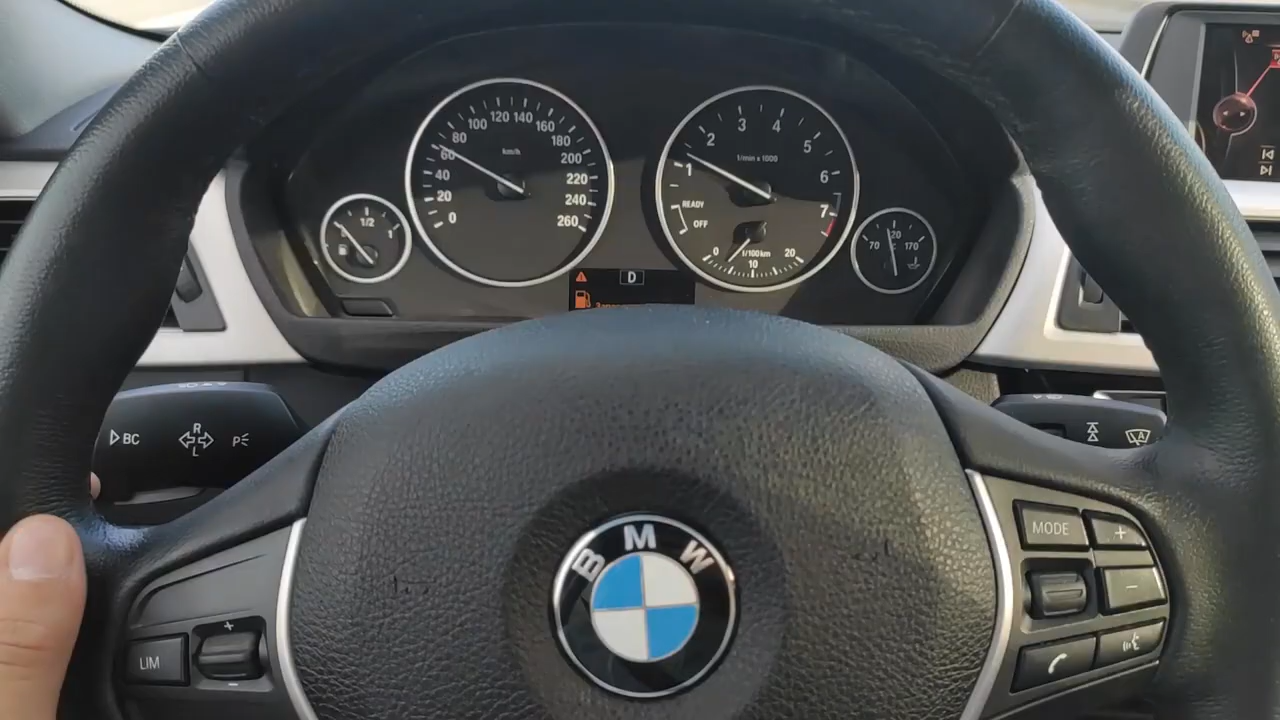 0
20
40
60
80
100
120
140
160
180
200
220
240
260
km/h
1/2
1
1
2
3
4
5
6
7
1/min x 1000
READY
OFF
0
10
20
l/100km
70
120
°C
170
D
BC
R
L
P
BMW
LIM
+
−
MODE
+
−
A